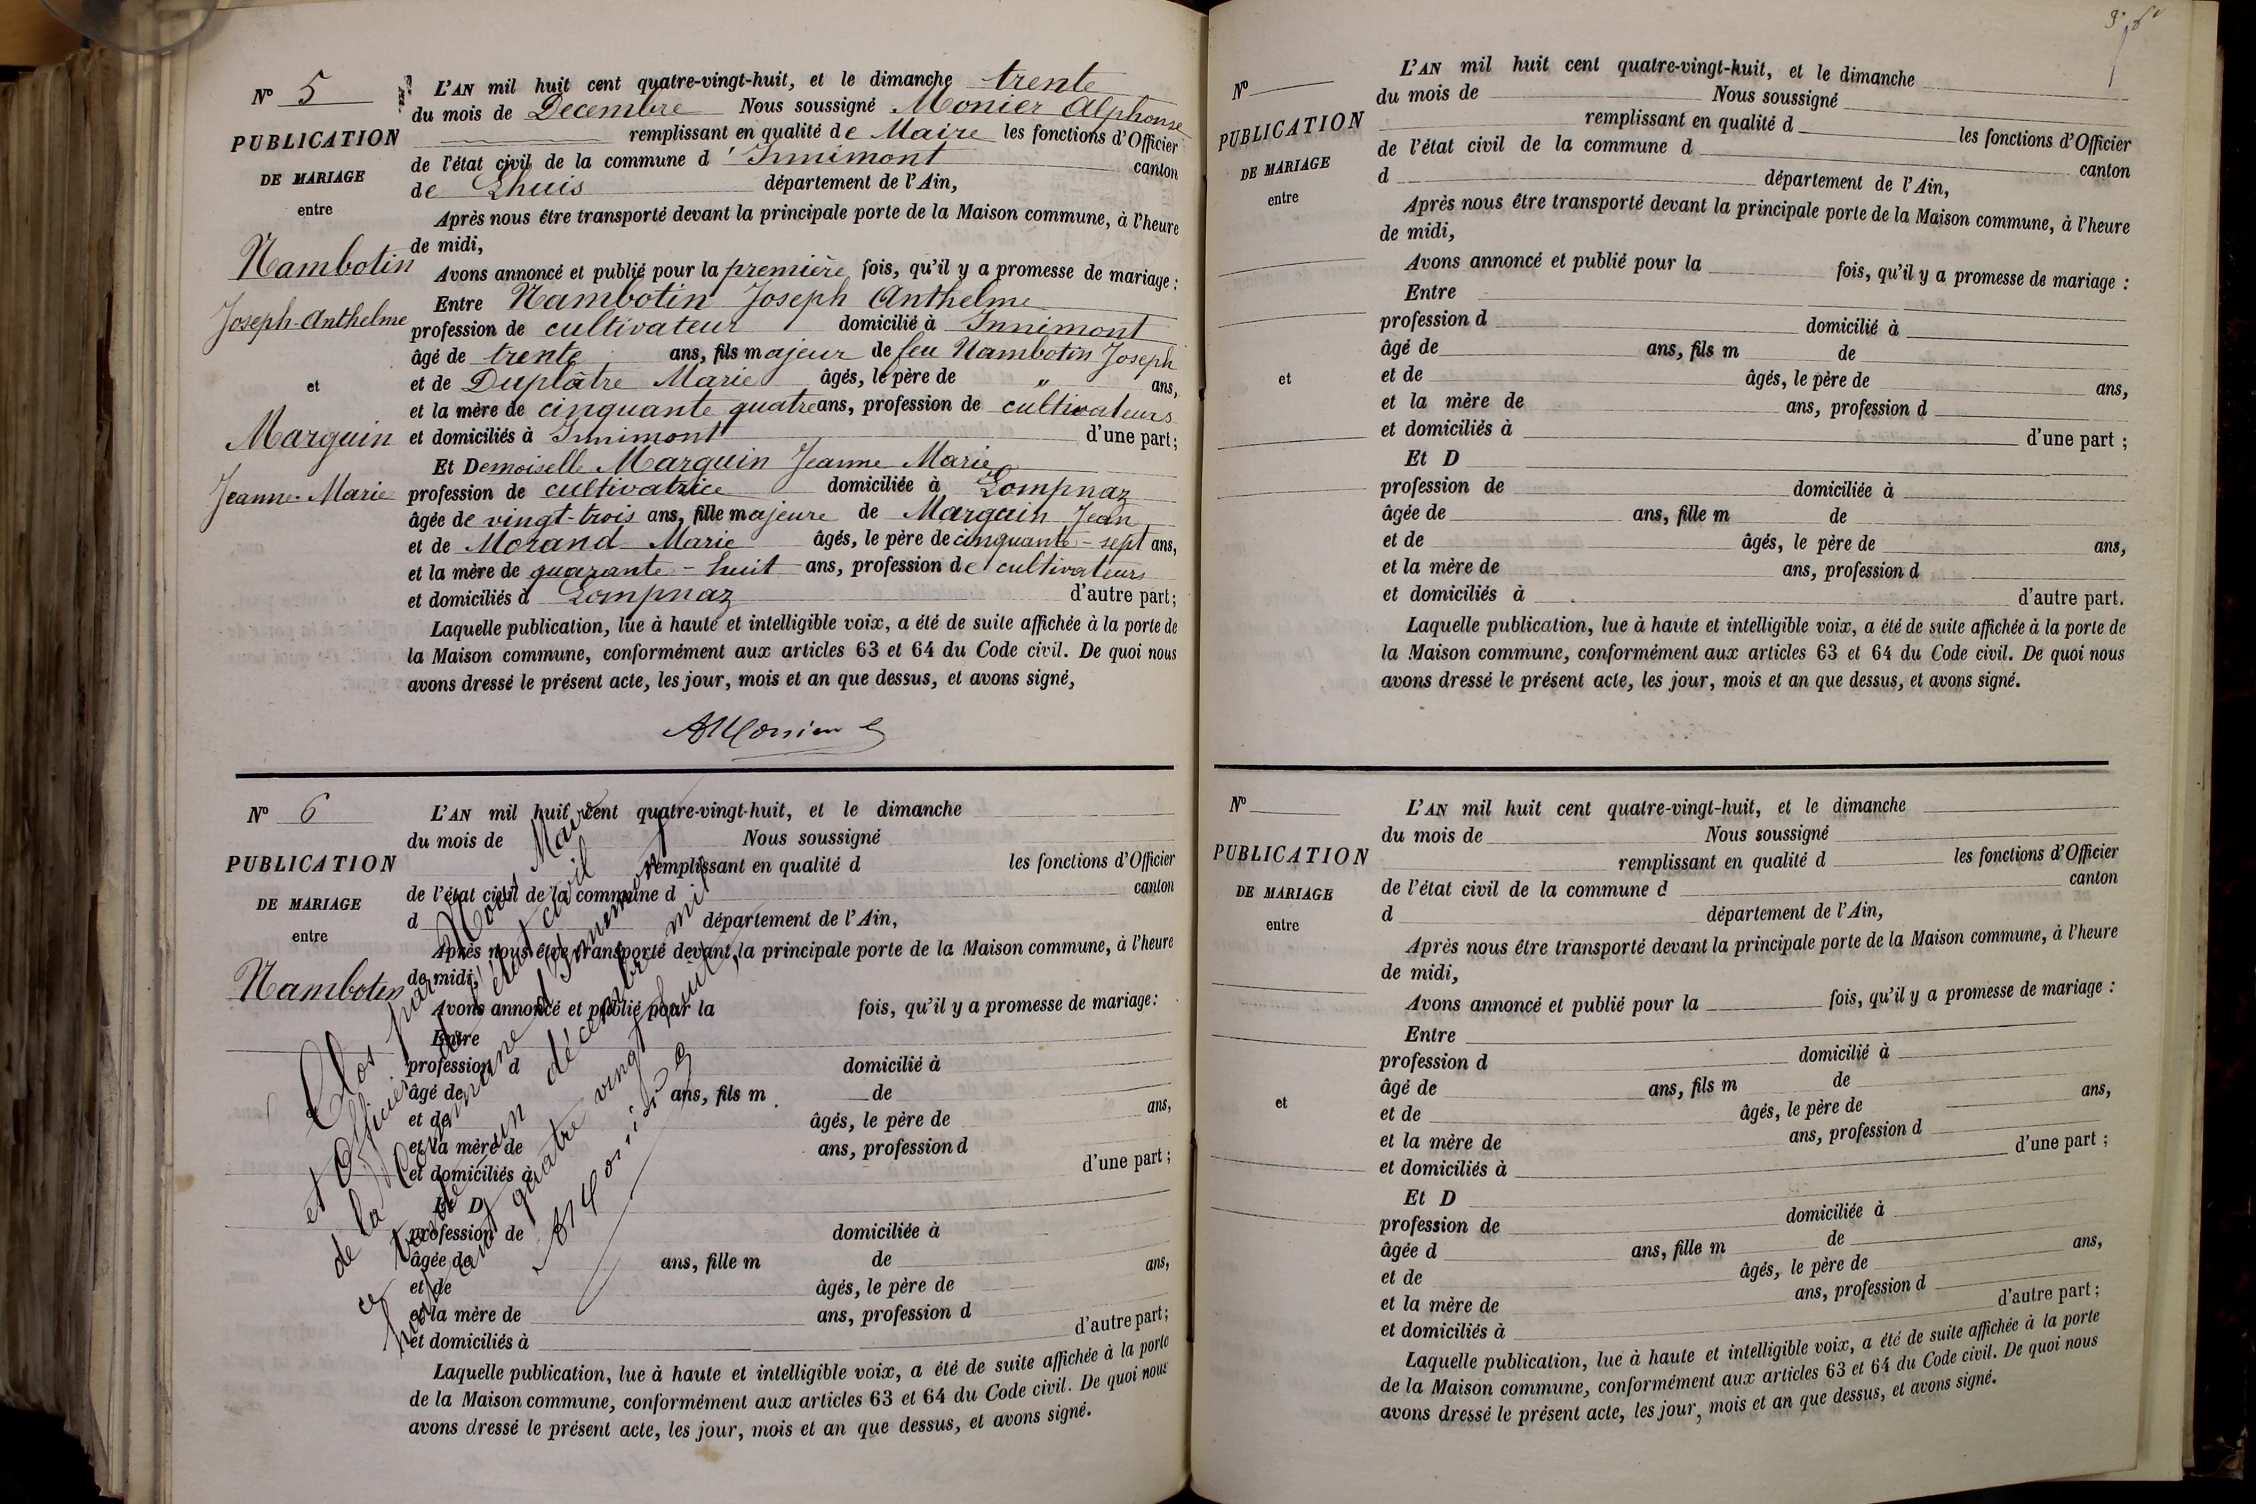 Nº 5
PUBLICATION
DE MARIAGE
entre
Nambotin
Joseph-Anthelme
et
Marguin
Jeanne-Marie
L'AN mil huit cent quatre-vingt-huit, et le dimanche trente
du mois de Décembre Nous soussigné Monier Alphonse
remplissant en qualité de Maire les fonctions d'Officier
de l'état civil de la commune d'Innimont canton
de Lhuis département de l'Ain,
Après nous être transporté devant la principale porte de la Maison commune, à l'heure
de midi,
Avons annoncé et publié pour la première fois, qu'il y a promesse de mariage :
Entre Nambotin Joseph Anthelme
profession de cultivateur domicilié à Innimont
âgé de trente ans, fils majeur de feu Nambotin Joseph
et de Duplâtre Marie âgés, le père de " ans,
et la mère de cinquante quatre ans, profession de cultivateurs
et domiciliés à Innimont d'une part ;
Et Demoiselle Marguin Jeanne Marie
profession de cultivatrice domiciliée à Lompnaz
âgée de vingt-trois ans, fille majeure de Marguin Jean
et de Morand Marie âgés, le père de cinquante-sept ans,
et la mère de quarante-huit ans, profession de cultivateurs
et domiciliés à Lompnaz d'autre part ;
Laquelle publication, lue à haute et intelligible voix, a été de suite affichée à la porte de
la Maison commune, conformément aux articles 63 et 64 du Code civil. De quoi nous
avons dressé le présent acte, les jour, mois et an que dessus, et avons signé,
AMonier
Nº 6
PUBLICATION
DE MARIAGE
entre
Nambotin
et
L'AN mil huit cent quatre-vingt-huit, et le dimanche
du mois de Nous soussigné
remplissant en qualité d les fonctions d'Officier
de l'état civil de la commune d canton
d département de l'Ain,
Après nous être transporté devant la principale porte de la Maison commune, à l'heure
de midi,
Avons annoncé et publié pour la fois, qu'il y a promesse de mariage :
Entre
profession d domicilié à
âgé de ans, fils m de
et de âgés, le père de ans,
et la mère de ans, profession d
et domiciliés à d'une part ;
Et D
profession de domiciliée à
âgée de ans, fille m de
et de âgés, le père de ans,
et la mère de ans, profession d
et domiciliés à d'autre part ;
Laquelle publication, lue à haute et intelligible voix, a été de suite affichée à la porte
de la Maison commune, conformément aux articles 63 et 64 du Code civil. De quoi nous
avons dressé le présent acte, les jour, mois et an que dessus, et avons signé.
Clos par Nous, Maire
et Officier de l'état civil
de la Commune d'Innimont
ce trente un décembre mil
huit cent quatre vingt huit,
AMonier
Nº
PUBLICATION
DE MARIAGE
entre
et
L'AN mil huit cent quatre-vingt-huit, et le dimanche
du mois de Nous soussigné
remplissant en qualité d les fonctions d'Officier
de l'état civil de la commune d canton
d département de l'Ain,
Après nous être transporté devant la principale porte de la Maison commune, à l'heure
de midi,
Avons annoncé et publié pour la fois, qu'il y a promesse de mariage :
Entre
profession d domicilié à
âgé de ans, fils m de
et de âgés, le père de ans,
et la mère de ans, profession d
et domiciliés à d'une part ;
Et D
profession de domiciliée à
âgée de ans, fille m de
et de âgés, le père de ans,
et la mère de ans, profession d
et domiciliés à d'autre part.
Laquelle publication, lue à haute et intelligible voix, a été de suite affichée à la porte de
la Maison commune, conformément aux articles 63 et 64 du Code civil. De quoi nous
avons dressé le présent acte, les jour, mois et an que dessus, et avons signé.
Nº
PUBLICATION
DE MARIAGE
entre
et
L'AN mil huit cent quatre-vingt-huit, et le dimanche
du mois de Nous soussigné
remplissant en qualité d les fonctions d'Officier
de l'état civil de la commune d canton
d département de l'Ain,
Après nous être transporté devant la principale porte de la Maison commune, à l'heure
de midi,
Avons annoncé et publié pour la fois, qu'il y a promesse de mariage :
Entre
profession d domicilié à
âgé de ans, fils m de
et de âgés, le père de ans,
et la mère de ans, profession d
et domiciliés à d'une part ;
Et D
profession de domiciliée à
âgée d ans, fille m de
et de âgés, le père de ans,
et la mère de ans, profession d
et domiciliés à d'autre part ;
Laquelle publication, lue à haute et intelligible voix, a été de suite affichée à la porte
de la Maison commune, conformément aux articles 63 et 64 du Code civil. De quoi nous
avons dressé le présent acte, les jour, mois et an que dessus, et avons signé.